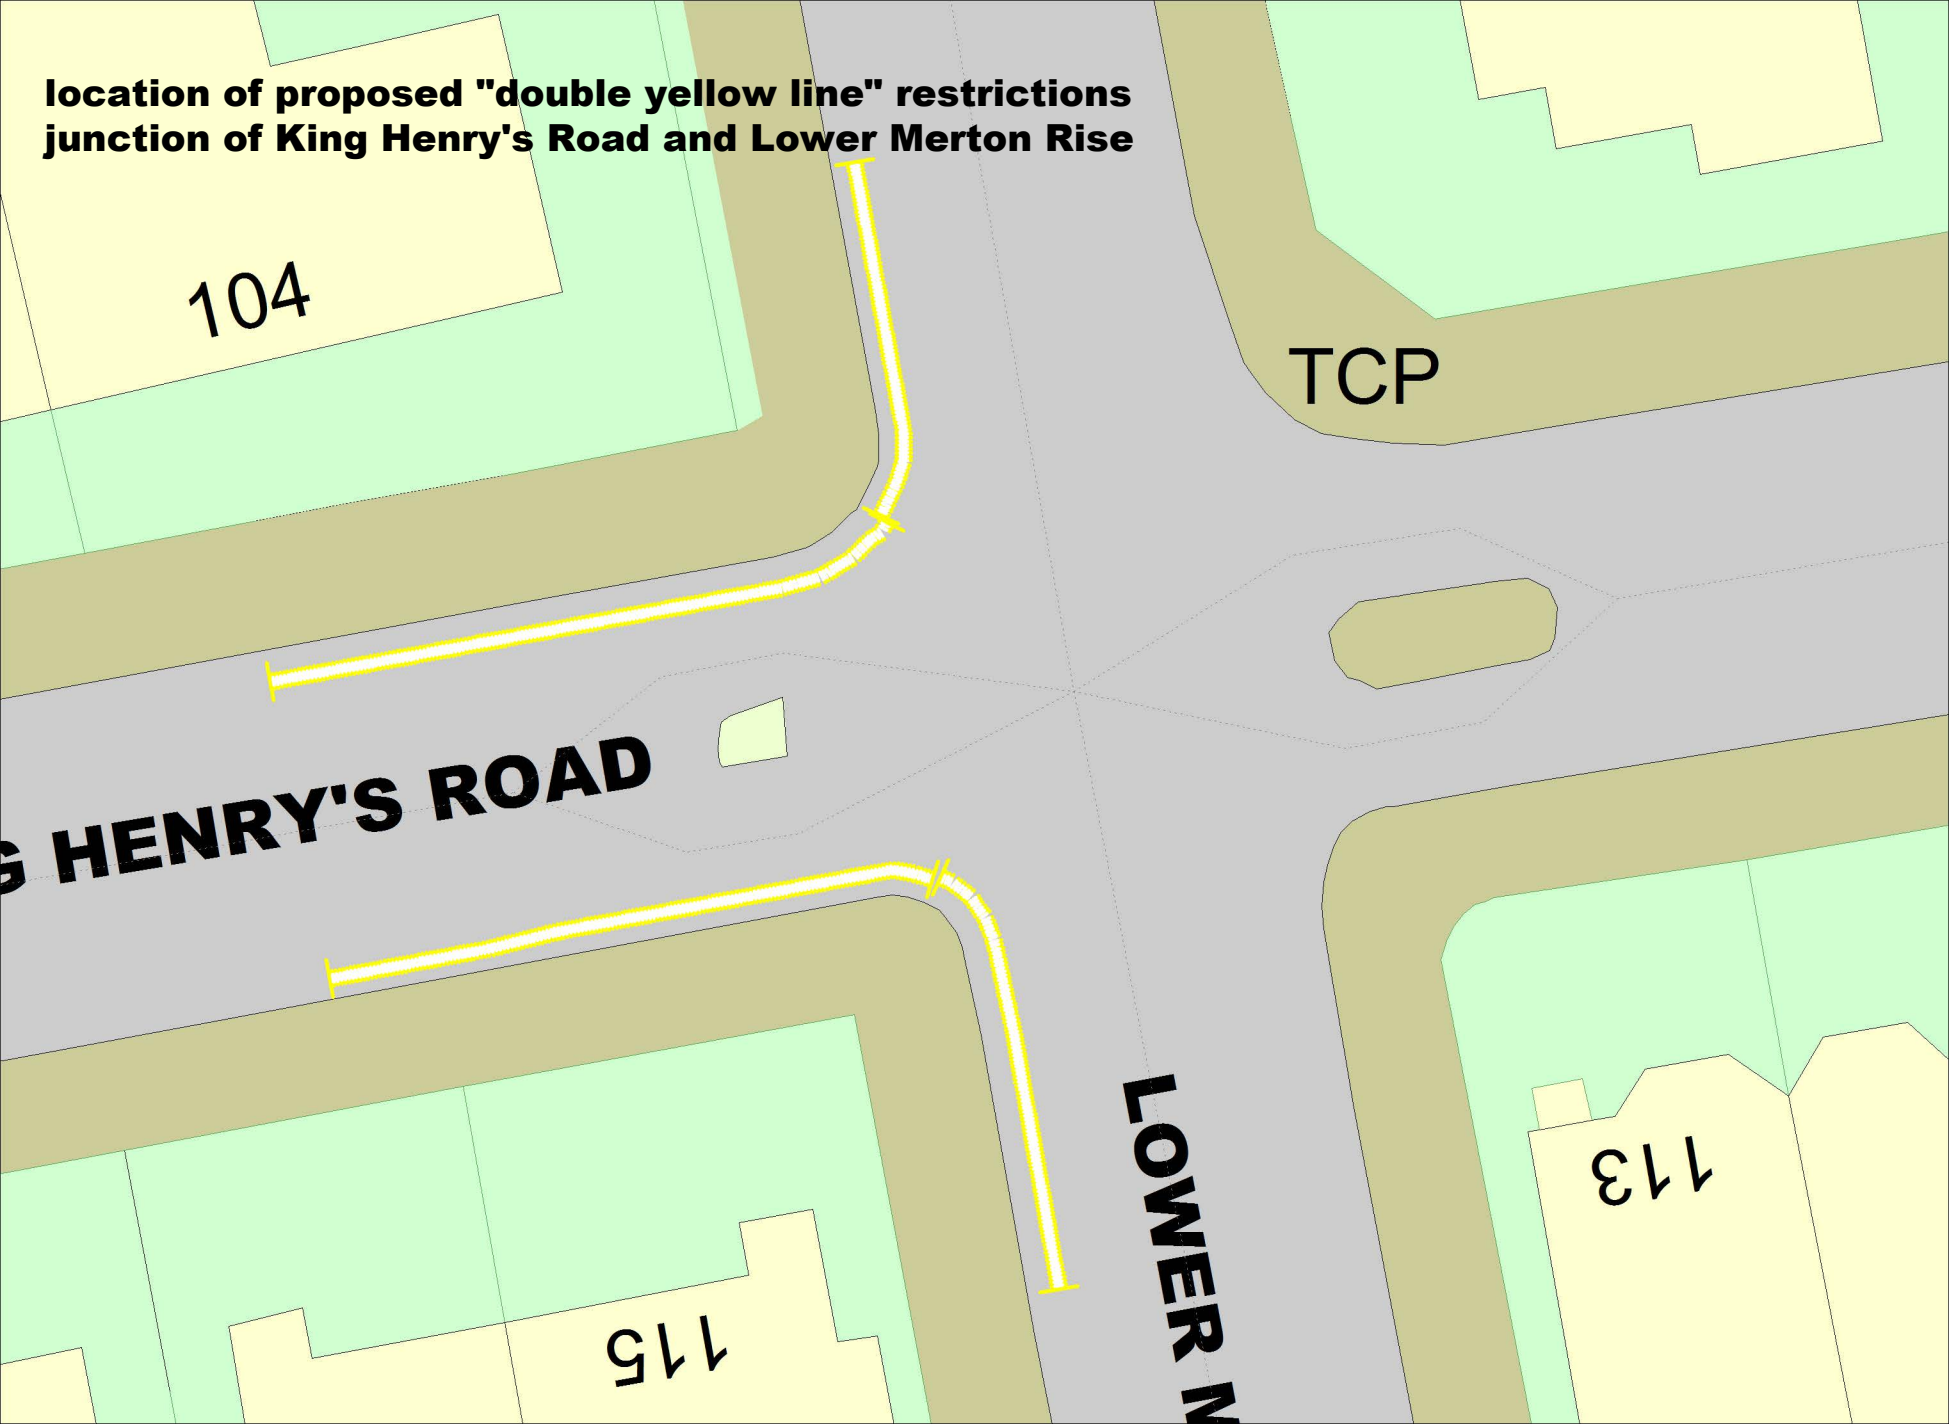 location of proposed "double yellow line" restrictions
junction of King Henry's Road and Lower Merton Rise
104
TCP
G HENRY'S ROAD
LOWER M
113
115